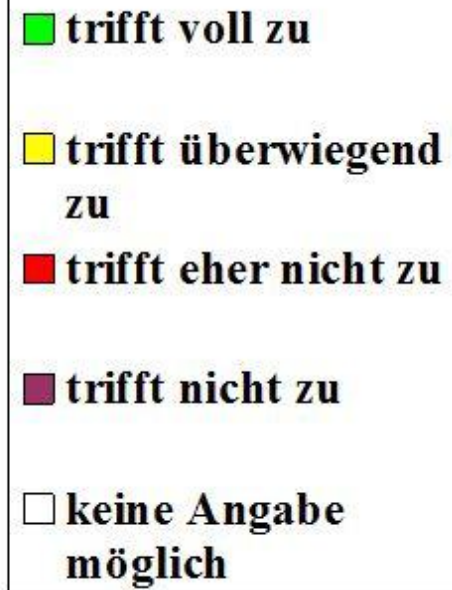 trifft voll zu
trifft überwiegend
zu
trifft eher nicht zu
trifft nicht zu
keine Angabe
möglich